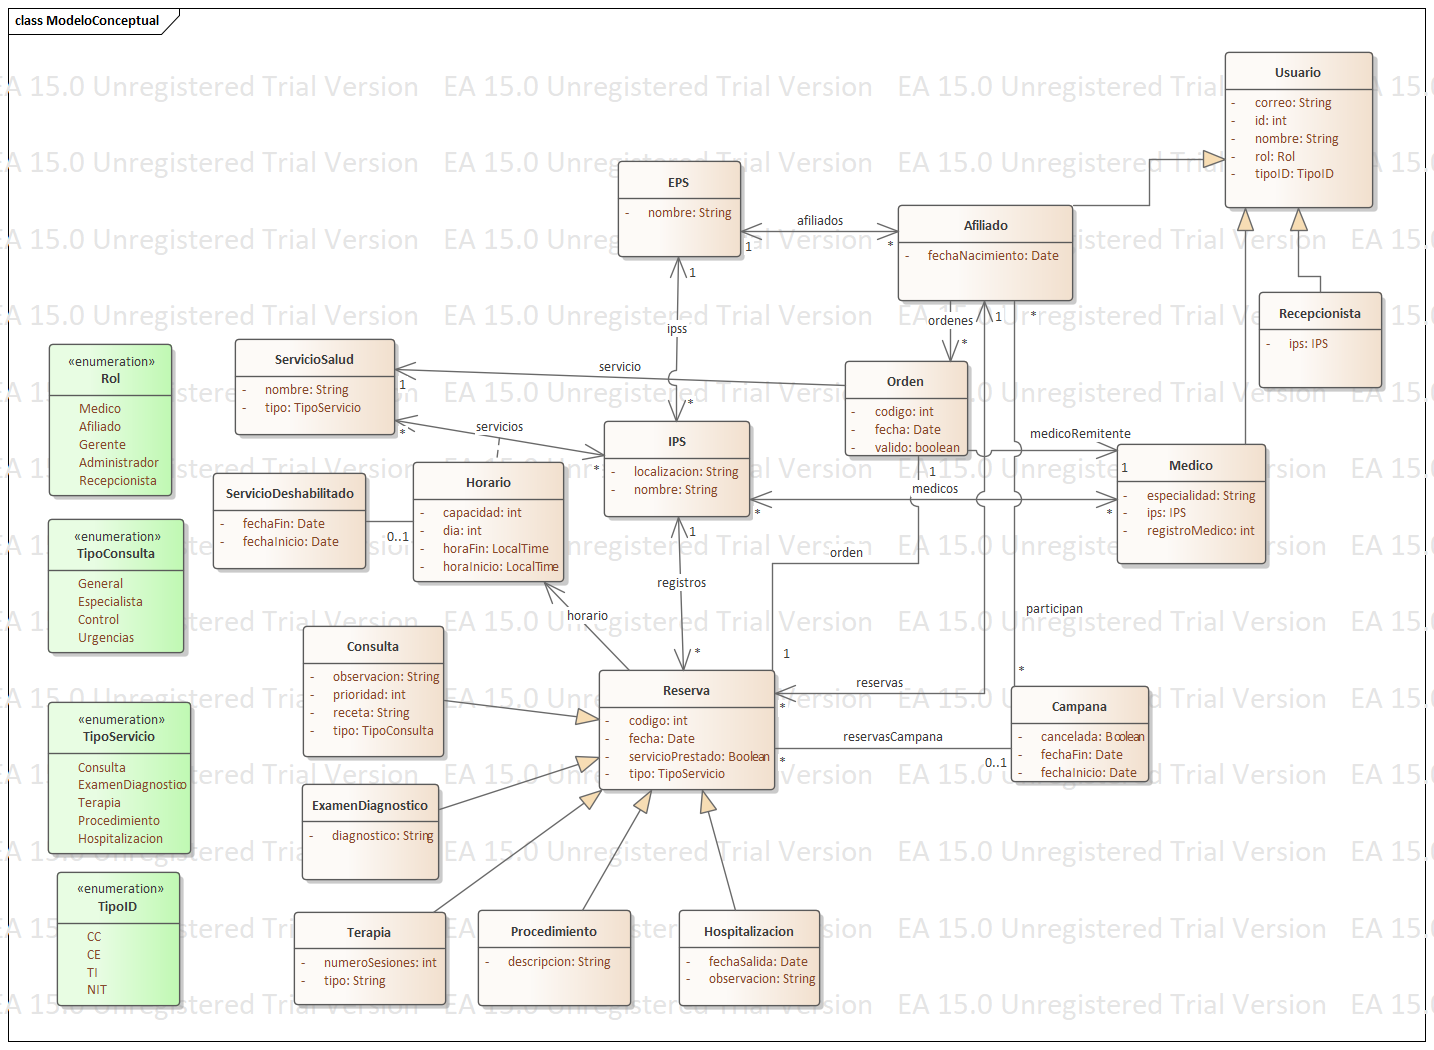 class ModeloConceptual
EA 15.0 Unregistered Trial Version
Usuario
- correo: String
- id: int
- nombre: String
- rol: Rol
- tipoID: TipoID
EPS
- nombre: String
afiliados
1
*
Afiliado
- fechaNacimiento: Date
1
ipss
*
ordenes
*
1
*
Recepcionista
- ips: IPS
«enumeration»
Rol
Medico
Afiliado
Gerente
Administrador
Recepcionista
ServicioSalud
- nombre: String
- tipo: TipoServicio
servicio
1
Orden
- codigo: int
- fecha: Date
- valido: boolean
servicios
*
*
IPS
- localizacion: String
- nombre: String
medicoRemitente
1
Medico
- especialidad: String
- ips: IPS
- registroMedico: int
medicos
*
*
ServicioDeshabilitado
- fechaFin: Date
- fechaInicio: Date
0..1
Horario
- capacidad: int
- dia: int
- horaFin: LocalTime
- horaInicio: LocalTime
«enumeration»
TipoConsulta
General
Especialista
Control
Urgencias
1
registros
*
1
orden
1
horario
participan
*
Consulta
- observacion: String
- prioridad: int
- receta: String
- tipo: TipoConsulta
Reserva
- codigo: int
- fecha: Date
- servicioPrestado: Boolean
- tipo: TipoServicio
reservas
*
reservasCampana
*
0..1
Campana
- cancelada: Boolean
- fechaFin: Date
- fechaInicio: Date
«enumeration»
TipoServicio
Consulta
ExamenDiagnostico
Terapia
Procedimiento
Hospitalizacion
ExamenDiagnostico
- diagnostico: String
«enumeration»
TipoID
CC
CE
TI
NIT
Terapia
- numeroSesiones: int
- tipo: String
Procedimiento
- descripcion: String
Hospitalizacion
- fechaSalida: Date
- observacion: String